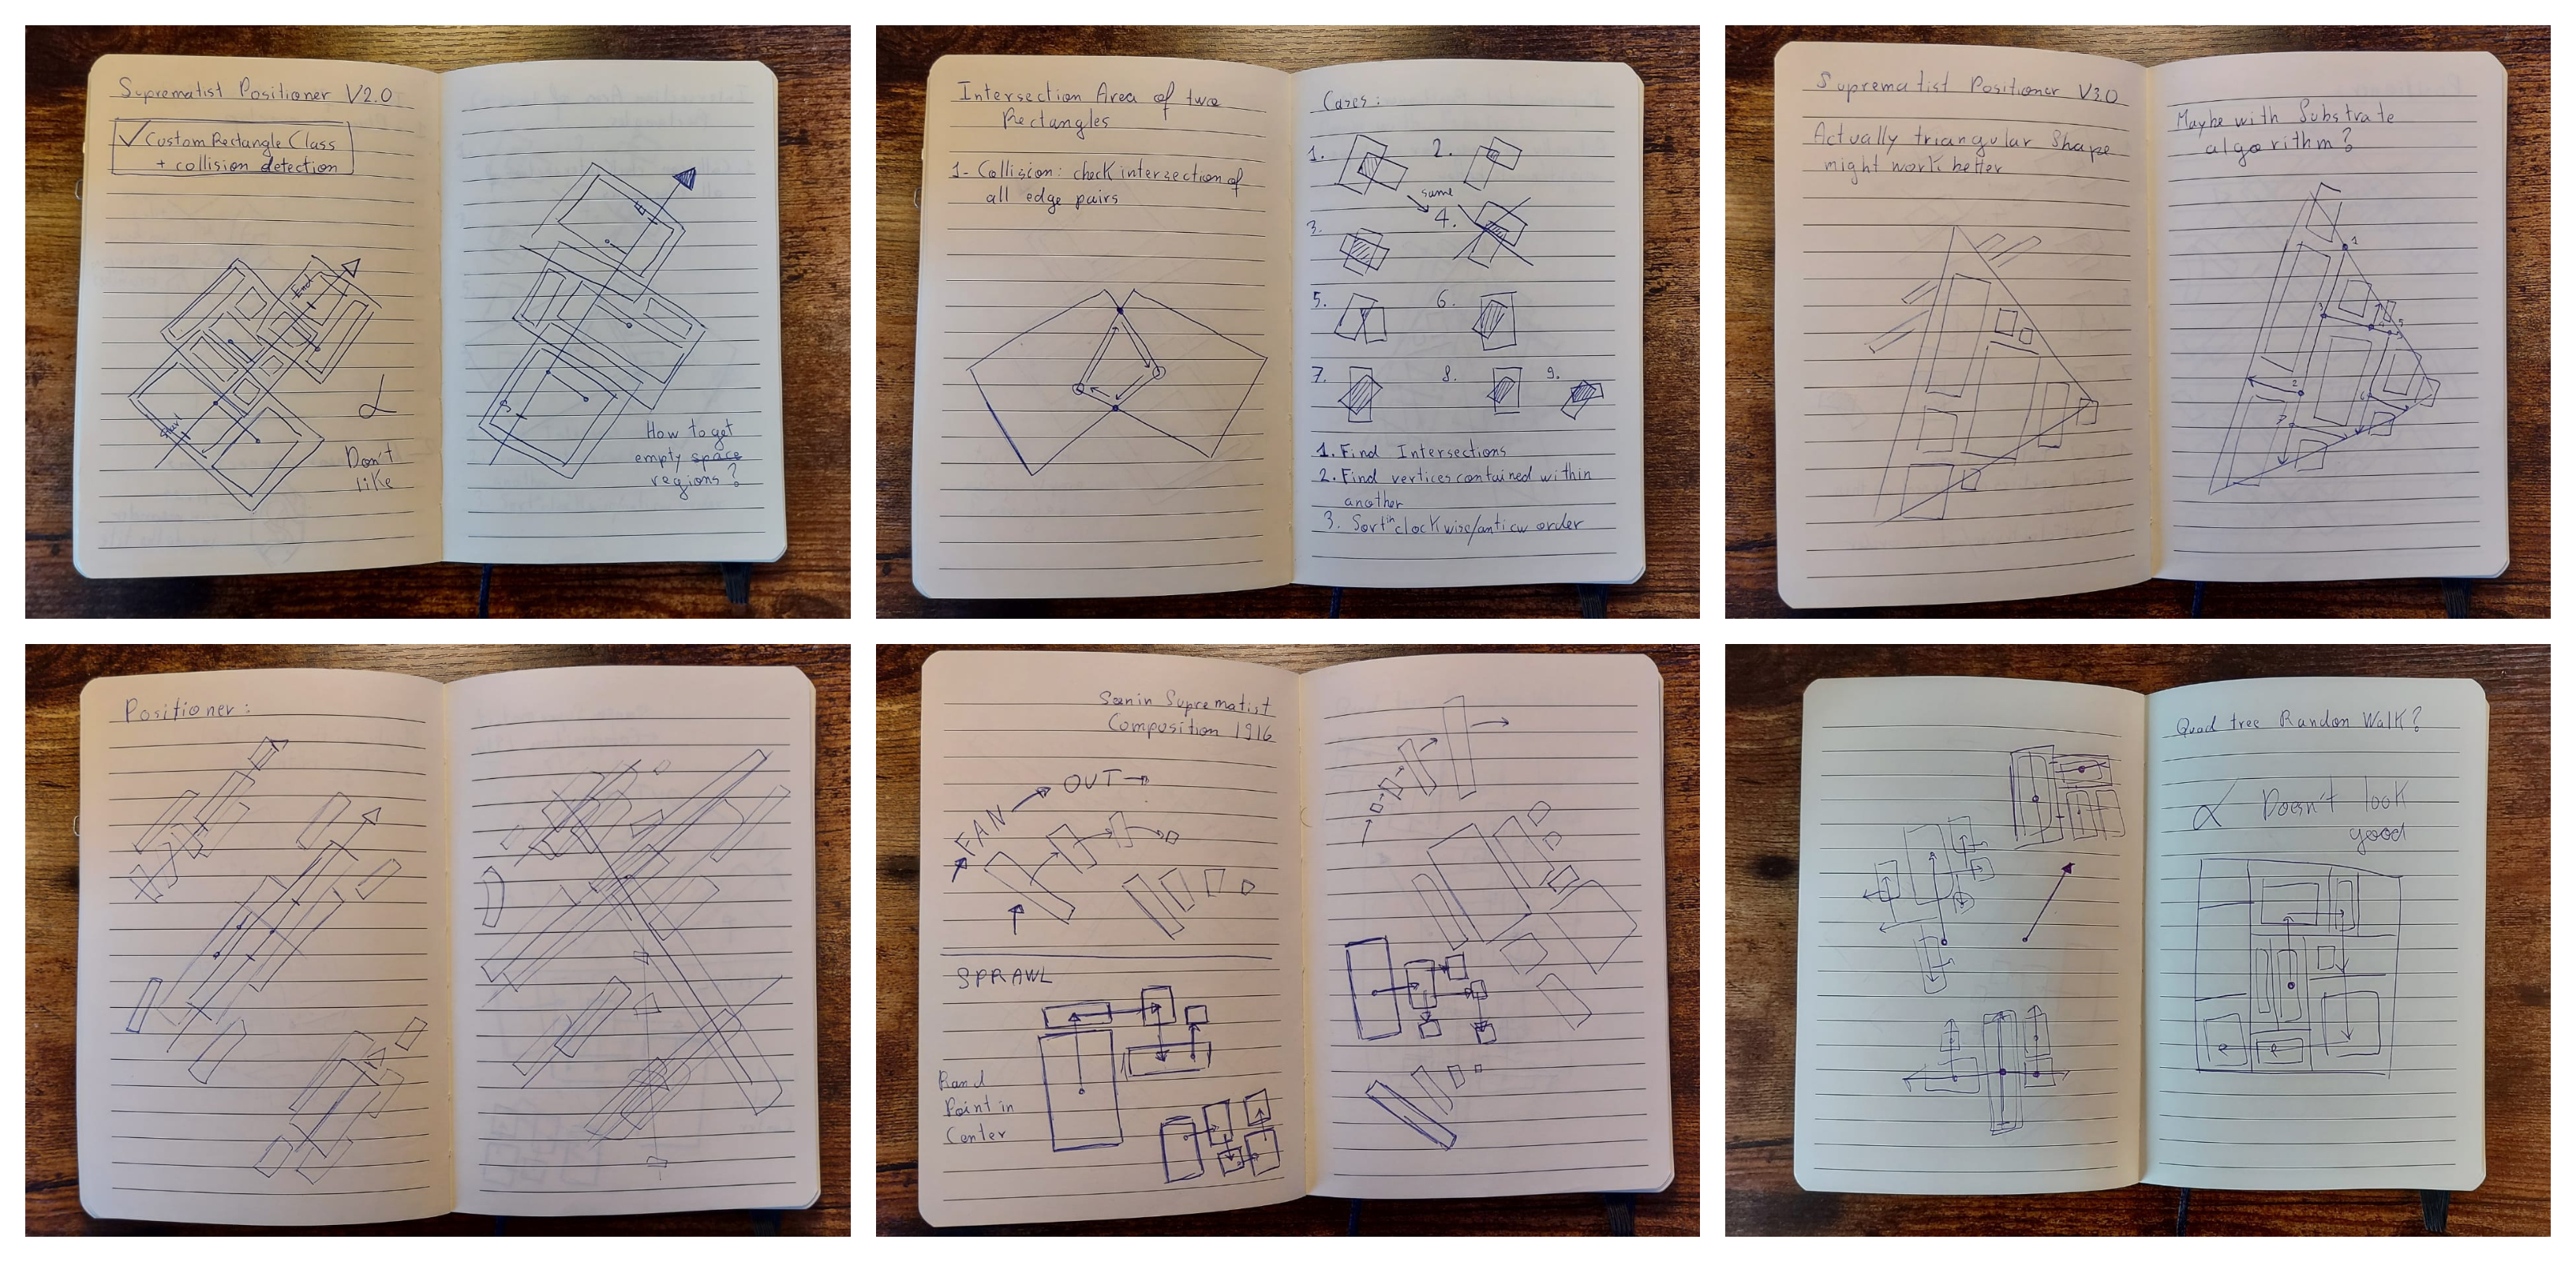 Suprematist Positioner V2.0
Custom Rectangle Class
+ collision detection
End
Start
Don't
like
How to get
empty space
regions?
Intersection Area of two
Rectangles
1- Collision: check intersection of
all edge pairs
Cases:
1.
2.
same
3.
4.
5.
6.
7.
8.
9.
1. Find Intersections
2. Find vertices contained within
another
3. Sort in clockwise/anticw order
Suprematist Positioner V3.0
Actually triangular shape
might work better
Maybe with Substrate
algorithm?
1
2
3
5
Positioner:
Seen in Suprematist
Composition 1916
FAN
OUT
SPRAWL
Rand
Point in
Center
Quad tree Random Walk?
Doesn't look
good